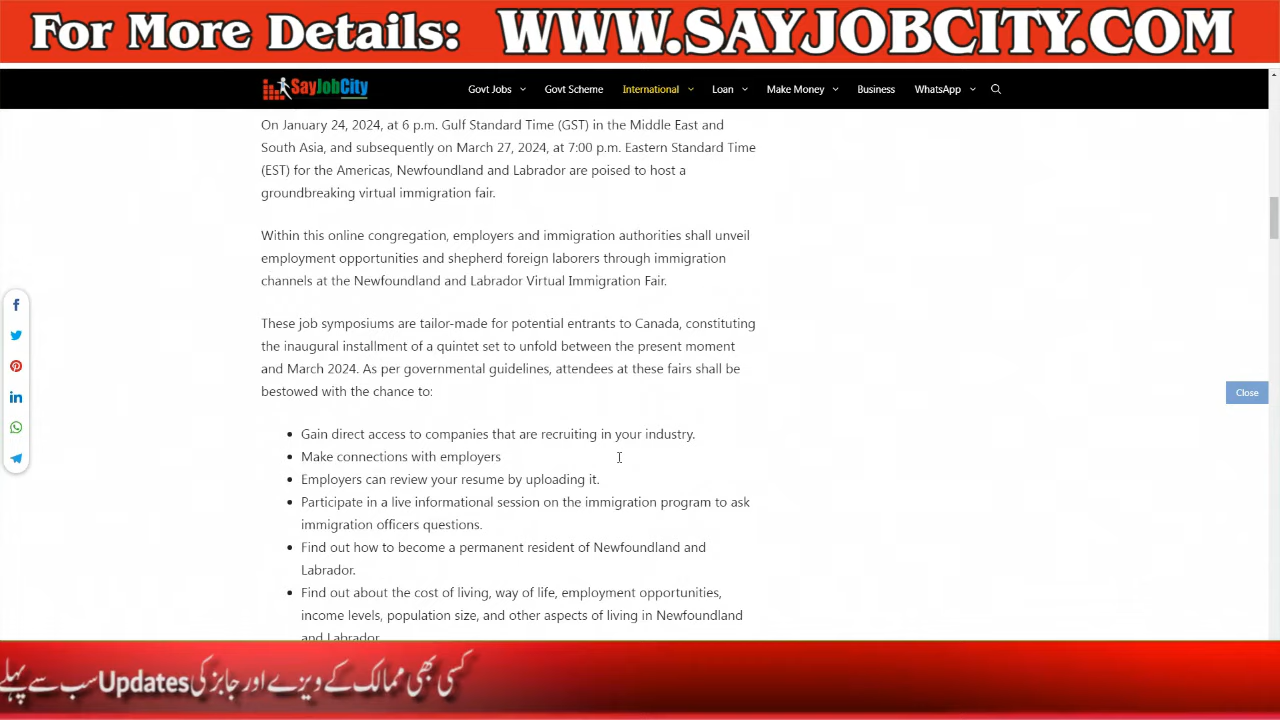 For More Details: WWW.SAYJOBCITY.COM
SayJobCity
Govt Jobs Govt Scheme International Loan Make Money Business WhatsApp
On January 24, 2024, at 6 p.m. Gulf Standard Time (GST) in the Middle East and
South Asia, and subsequently on March 27, 2024, at 7:00 p.m. Eastern Standard Time
(EST) for the Americas, Newfoundland and Labrador are poised to host a
groundbreaking virtual immigration fair.
Within this online congregation, employers and immigration authorities shall unveil
employment opportunities and shepherd foreign laborers through immigration
channels at the Newfoundland and Labrador Virtual Immigration Fair.
These job symposiums are tailor-made for potential entrants to Canada, constituting
the inaugural installment of a quintet set to unfold between the present moment
and March 2024. As per governmental guidelines, attendees at these fairs shall be
bestowed with the chance to:
Close
• Gain direct access to companies that are recruiting in your industry.
• Make connections with employers
• Employers can review your resume by uploading it.
• Participate in a live informational session on the immigration program to ask
immigration officers questions.
• Find out how to become a permanent resident of Newfoundland and
Labrador.
• Find out about the cost of living, way of life, employment opportunities,
income levels, population size, and other aspects of living in Newfoundland
and Labrador
کسی بھی ممالک کے ویزے اور جابز کی Updates سب سے پہلے